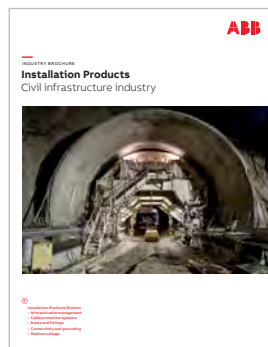 ABB
INDUSTRY BROCHURE
Installation Products
Civil infrastructure industry
Installation Products Division
• Wire and cable management
• Cable protection systems
• Boxes and fittings
• Connectivity and grounding
• Medium voltage